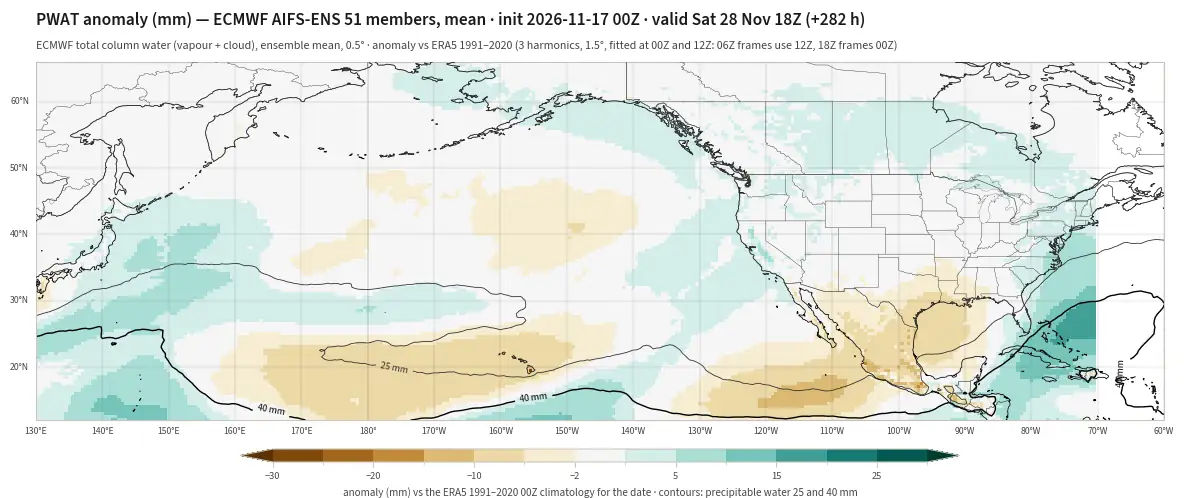 PWAT anomaly (mm) — ECMWF AIFS-ENS 51 members, mean · init 2026-11-17 00Z · valid Sat 28 Nov 18Z (+282 h)
ECMWF total column water (vapour + cloud), ensemble mean, 0.5° · anomaly vs ERA5 1991–2020 (3 harmonics, 1.5°, fitted at 00Z and 12Z: 06Z frames use 12Z, 18Z frames 00Z)
60°N
50°N
40°N
30°N
20°N
25 mm
40 mm
40 mm
40 mm
130°E 140°E 150°E 160°E 170°E 180° 170°W 160°W 150°W 140°W 130°W 120°W 110°W 100°W 90°W 80°W 70°W 60°W
−30 −20 −10 −2 5 15 25
anomaly (mm) vs the ERA5 1991–2020 00Z climatology for the date · contours: precipitable water 25 and 40 mm